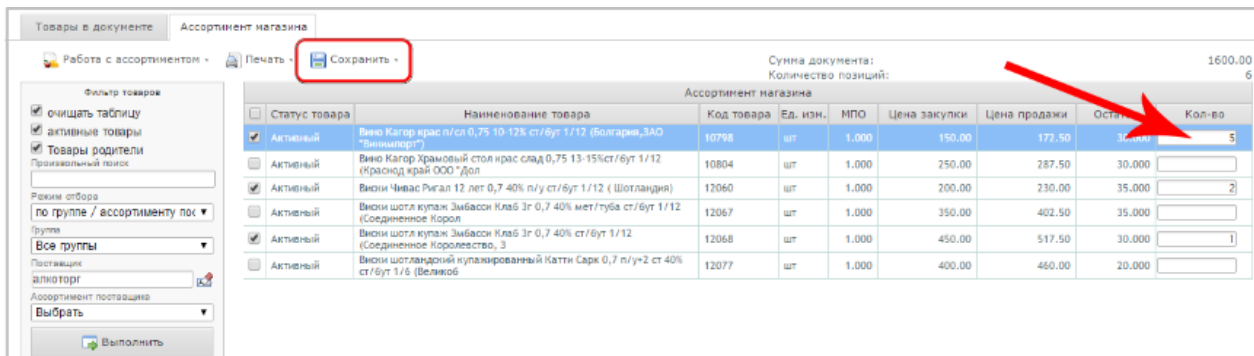 Товары в документе Ассортимент магазина
Работа с ассортиментом Печать Сохранить
Сумма документа: 1600.00
Количество позиций: 6
Фильтр товаров
очищать таблицу
активные товары
Товары родители
Произвольный поиск
Режим отбора
по группе / ассортименту пос
Группа
Все группы
Поставщик
алкоторг
Ассортимент поставщика
Выбрать
Выполнить
Ассортимент магазина
Статус товара Наименование товара Код товара Ед. изм. МПО Цена закупки Цена продажи Кол-во
Активный Вино Кагор крас п/сл 0,75 10-12% ст/бут 1/12 (Болгария,ЗАО "Винимпорт") 10798 шт 1.000 150.00 172.50 30.000 5
Активный Вино Кагор Храмовый стол крас слад 0,75 13-15%ст/бут 1/12 (Краснод край ООО "Дол 10804 шт 1.000 250.00 287.50 30.000
Активный Виски Чивас Ригал 12 лет 0,7 40% п/у ст/бут 1/12 ( Шотландия) 12060 шт 1.000 200.00 230.00 35.000 2
Активный Виски шотл купаж Эмбасси Клаб 3г 0,7 40% мет/туба ст/бут 1/12 (Соединенное Корол 12067 шт 1.000 350.00 402.50 35.000
Активный Виски шотл купаж Эмбасси Клаб 3г 0,7 40% ст/бут 1/12 (Соединенное Королевство, З 12068 шт 1.000 450.00 517.50 30.000 1
Активный Виски шотландский купажированный Катти Сарк 0,7 п/у+2 ст 40% ст/бут 1/6 (Великоб 12077 шт 1.000 400.00 460.00 20.000